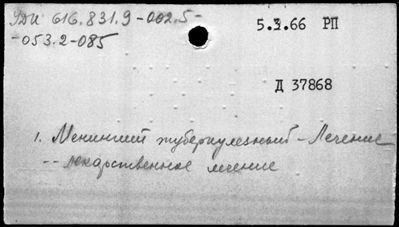 УДК 616.831.9-002.5-
-053.2-085
5.3.66 РП
Д 37868
1. Менингит туберкулезный - Лечение
-- лекарственное лечение